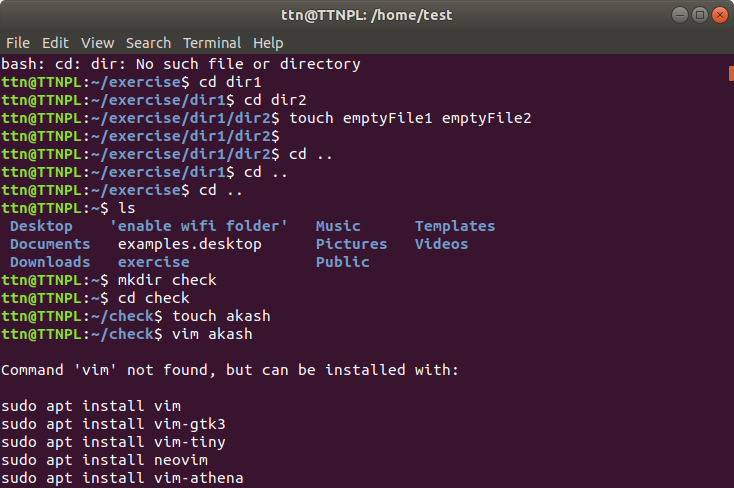 ttn@TTNPL: /home/test
File Edit View Search Terminal Help
bash: cd: dir: No such file or directory
ttn@TTNPL:~/exercise$ cd dir1
ttn@TTNPL:~/exercise/dir1$ cd dir2
ttn@TTNPL:~/exercise/dir1/dir2$ touch emptyFile1 emptyFile2
ttn@TTNPL:~/exercise/dir1/dir2$
ttn@TTNPL:~/exercise/dir1/dir2$ cd ..
ttn@TTNPL:~/exercise/dir1$ cd ..
ttn@TTNPL:~/exercise$ cd ..
ttn@TTNPL:~$ ls
Desktop 'enable wifi folder' Music Templates
Documents examples.desktop Pictures Videos
Downloads exercise Public
ttn@TTNPL:~$ mkdir check
ttn@TTNPL:~$ cd check
ttn@TTNPL:~/check$ touch akash
ttn@TTNPL:~/check$ vim akash
Command 'vim' not found, but can be installed with:
sudo apt install vim
sudo apt install vim-gtk3
sudo apt install vim-tiny
sudo apt install neovim
sudo apt install vim-athena